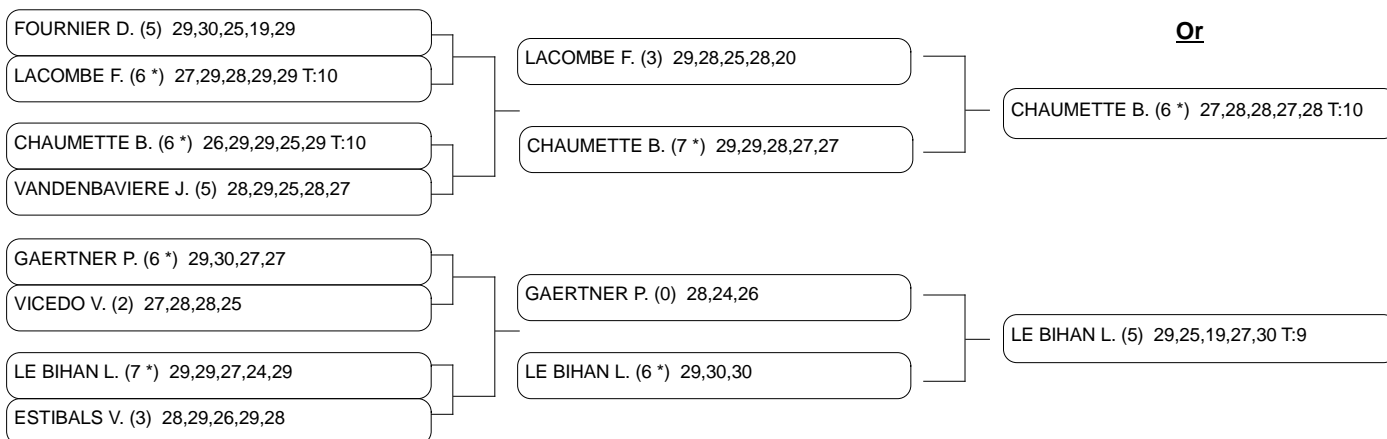 FOURNIER D. (5) 29,30,25,19,29
LACOMBE F. (6 *) 27,29,28,29,29 T:10
CHAUMETTE B. (6 *) 26,29,29,25,29 T:10
VANDENBAVIERE J. (5) 28,29,25,28,27
GAERTNER P. (6 *) 29,30,27,27
VICEDO V. (2) 27,28,28,25
LE BIHAN L. (7 *) 29,29,27,24,29
ESTIBALS V. (3) 28,29,26,29,28
LACOMBE F. (3) 29,28,25,28,20
CHAUMETTE B. (7 *) 29,29,28,27,27
GAERTNER P. (0) 28,24,26
LE BIHAN L. (6 *) 29,30,30
Or
CHAUMETTE B. (6 *) 27,28,28,27,28 T:10
LE BIHAN L. (5) 29,25,19,27,30 T:9